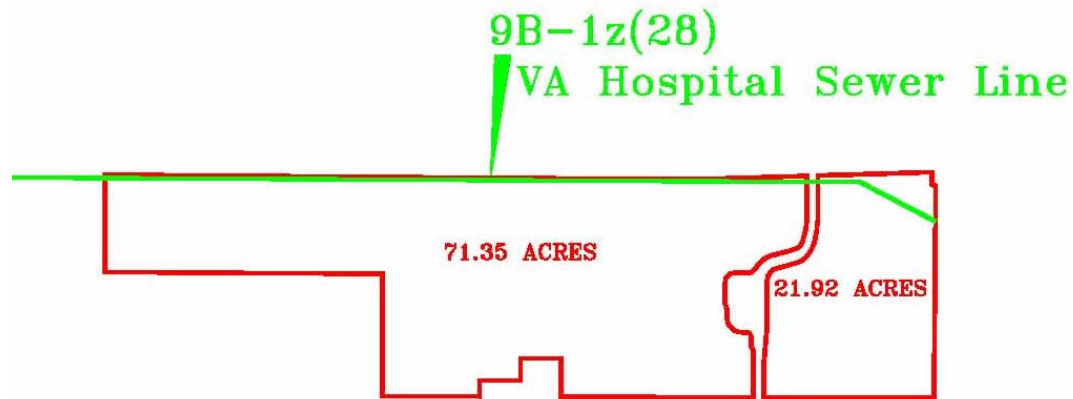 9B-1z(28)
VA Hospital Sewer Line
71.35 ACRES
21.92 ACRES